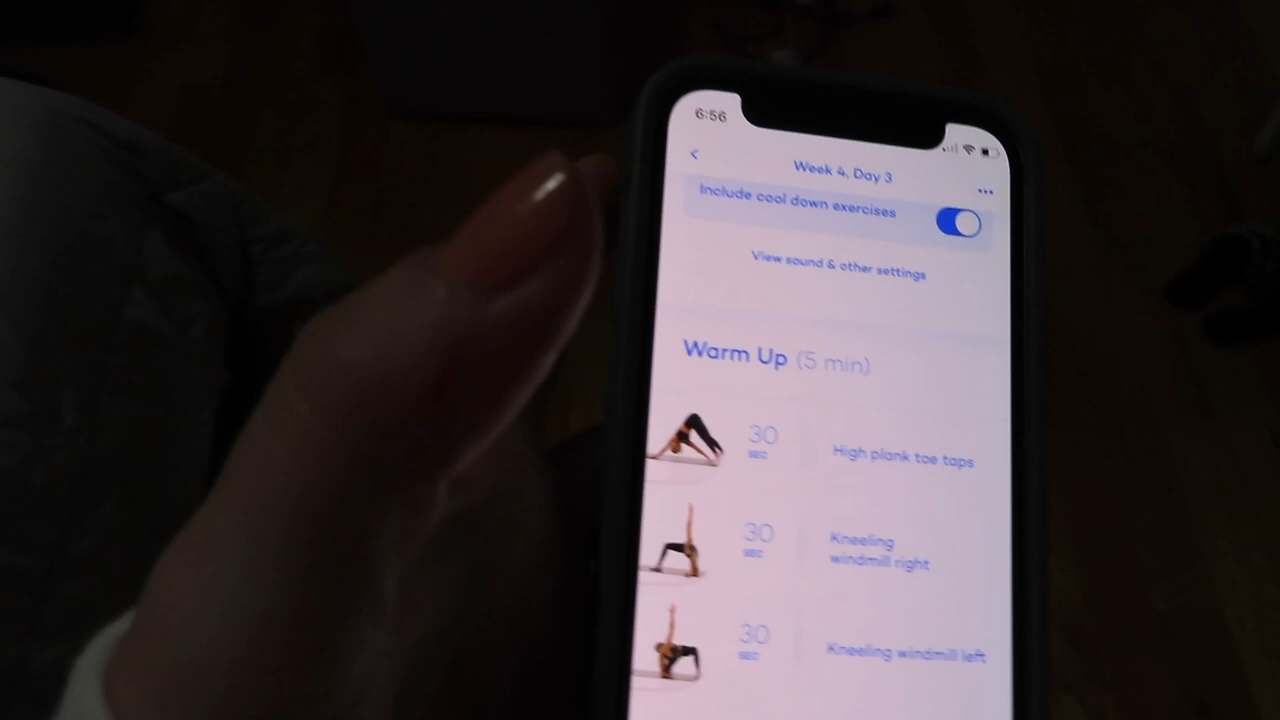 6:56
Week 4, Day 3
Include cool down exercises
View sound & other settings
Warm Up (5 min)
30
SEC
High plank toe taps
30
SEC
Kneeling
windmill right
30
SEC
Kneeling windmill left